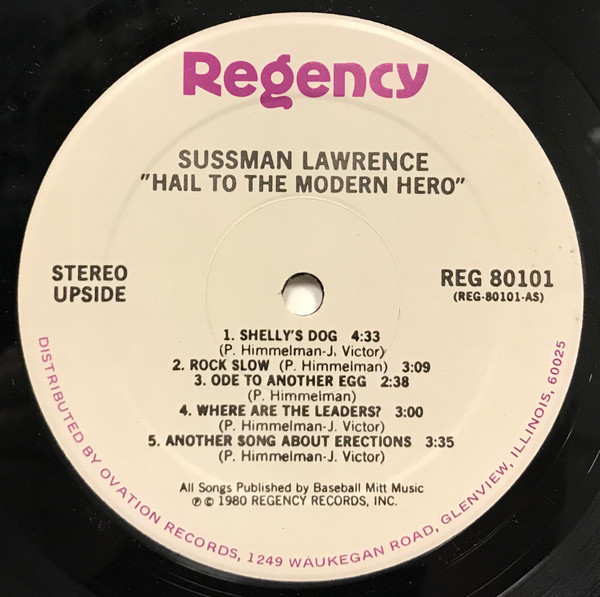 Regency
SUSSMAN LAWRENCE
"HAIL TO THE MODERN HERO"
STEREO
UPSIDE
REG 80101
(REG-80101-AS)
1. SHELLY'S DOG 4:33
(P. Himmelman-J. Victor)
2. ROCK SLOW (P. Himmelman) 3:09
3. ODE TO ANOTHER EGG 2:38
(P. Himmelman)
4. WHERE ARE THE LEADERS? 3:00
(P. Himmelman-J. Victor)
5. ANOTHER SONG ABOUT ERECTIONS 3:35
(P. Himmelman-J. Victor)
All Songs Published by Baseball Mitt Music
℗ © 1980 REGENCY RECORDS, INC.
DISTRIBUTED BY OVATION RECORDS, 1249 WAUKEGAN ROAD, GLENVIEW, ILLINOIS, 60025